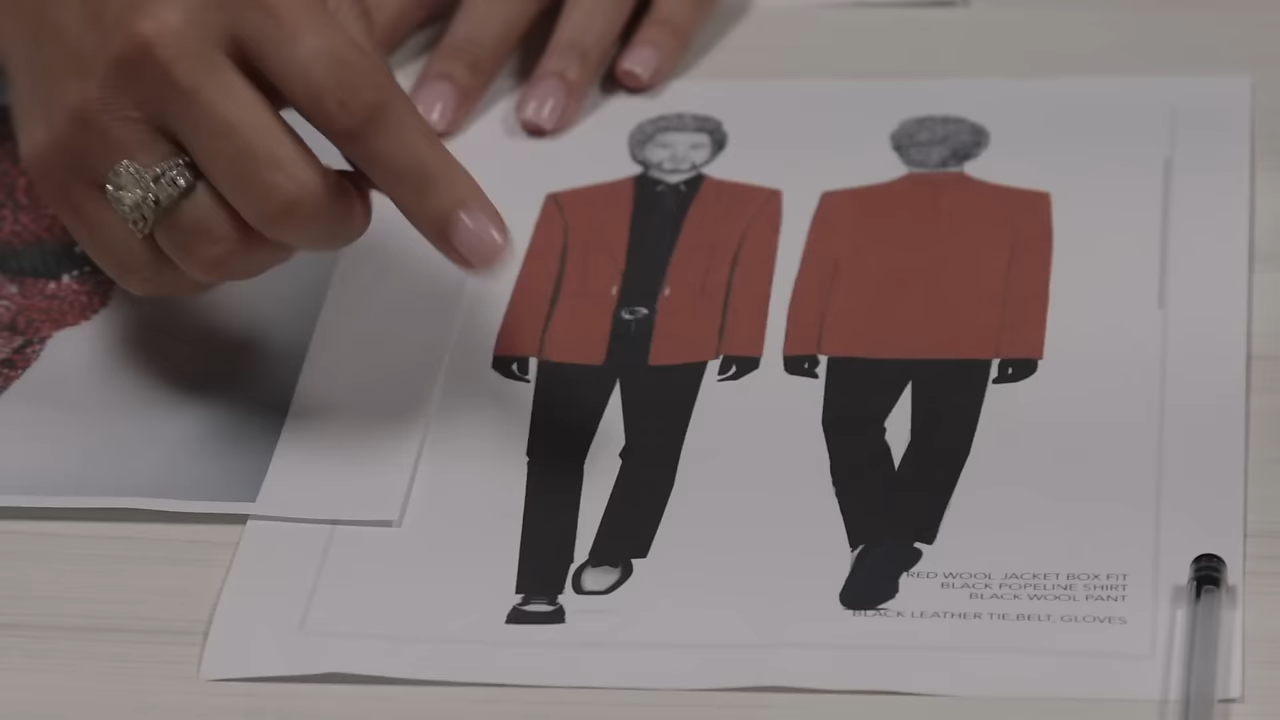 RED WOOL JACKET BOX FIT
BLACK POPELINE SHIRT
BLACK WOOL PANT
BLACK LEATHER TIE,BELT, GLOVES